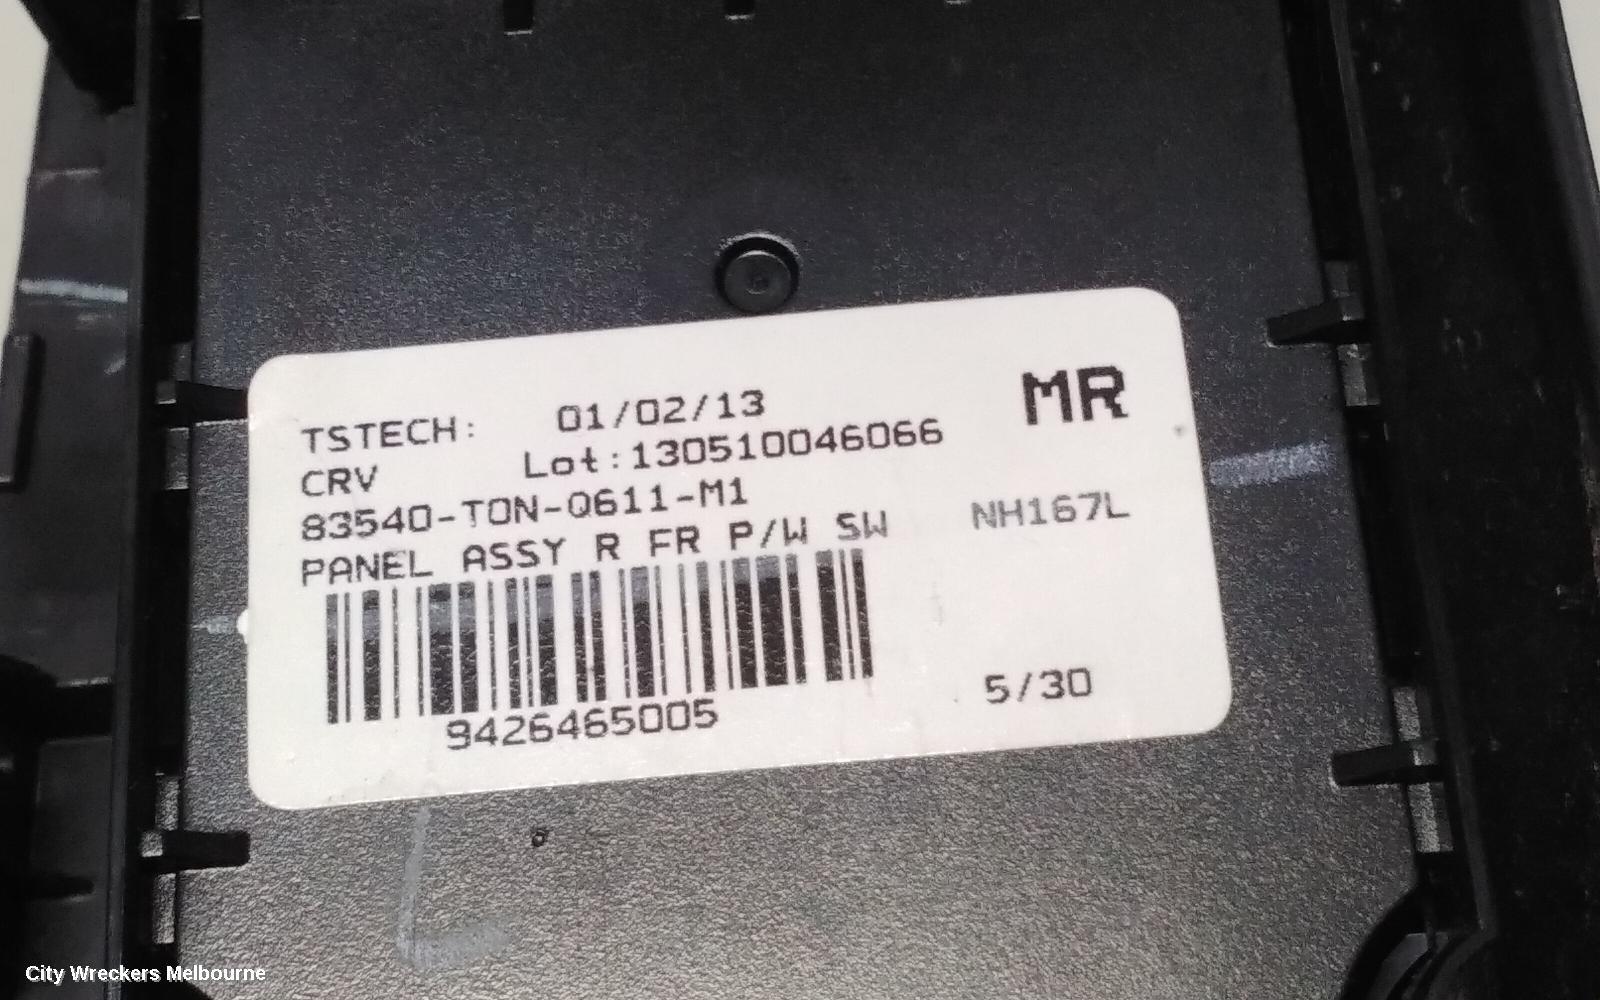 TSTECH: 01/02/13 MR
CRV Lot:130510046066
83540-T0N-Q611-M1
PANEL ASSY R FR P/W SW NH167L
9426465005
5/30
City Wreckers Melbourne